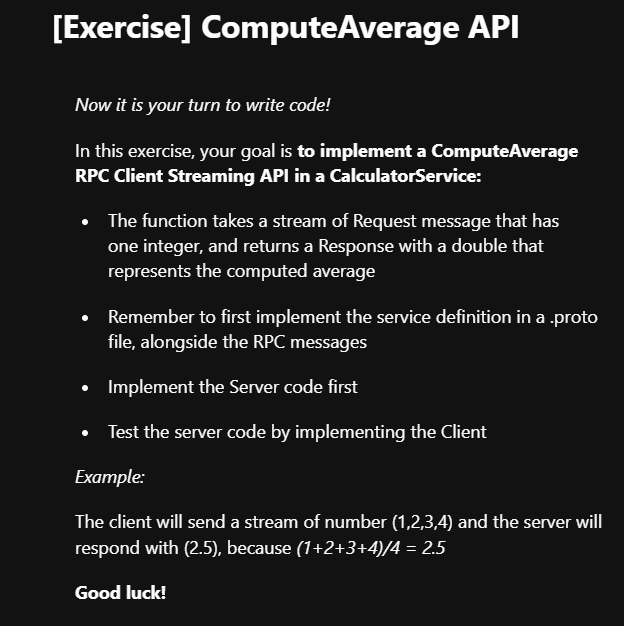 [Exercise] ComputeAverage API
Now it is your turn to write code!
In this exercise, your goal is to implement a ComputeAverage
RPC Client Streaming API in a CalculatorService:
• The function takes a stream of Request message that has
one integer, and returns a Response with a double that
represents the computed average
• Remember to first implement the service definition in a .proto
file, alongside the RPC messages
• Implement the Server code first
• Test the server code by implementing the Client
Example:
The client will send a stream of number (1,2,3,4) and the server will
respond with (2.5), because (1+2+3+4)/4 = 2.5
Good luck!